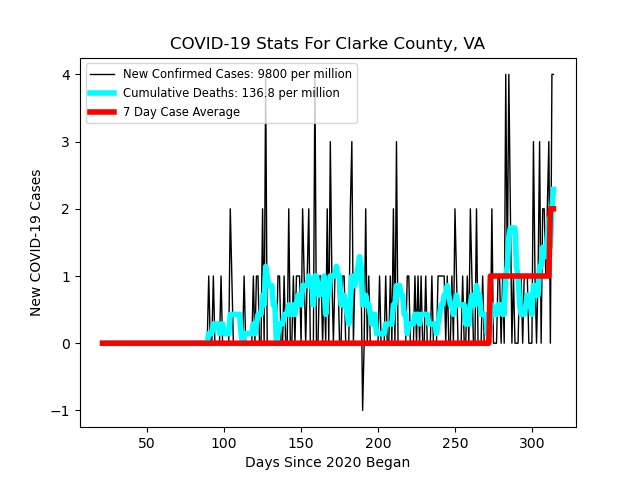 COVID-19 Stats For Clarke County, VA
New Confirmed Cases: 9800 per million
Cumulative Deaths: 136.8 per million
7 Day Case Average
New COVID-19 Cases
4
3
2
1
0
−1
50 100 150 200 250 300
Days Since 2020 Began